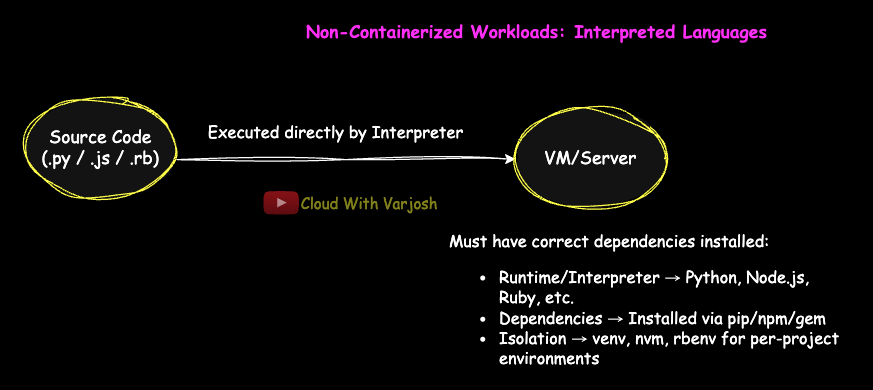 Non-Containerized Workloads: Interpreted Languages
Source Code
(.py / .js / .rb)
Executed directly by Interpreter
VM/Server
Cloud With Varjosh
Must have correct dependencies installed:
• Runtime/Interpreter → Python, Node.js,
Ruby, etc.
• Dependencies → Installed via pip/npm/gem
• Isolation → venv, nvm, rbenv for per-project
environments